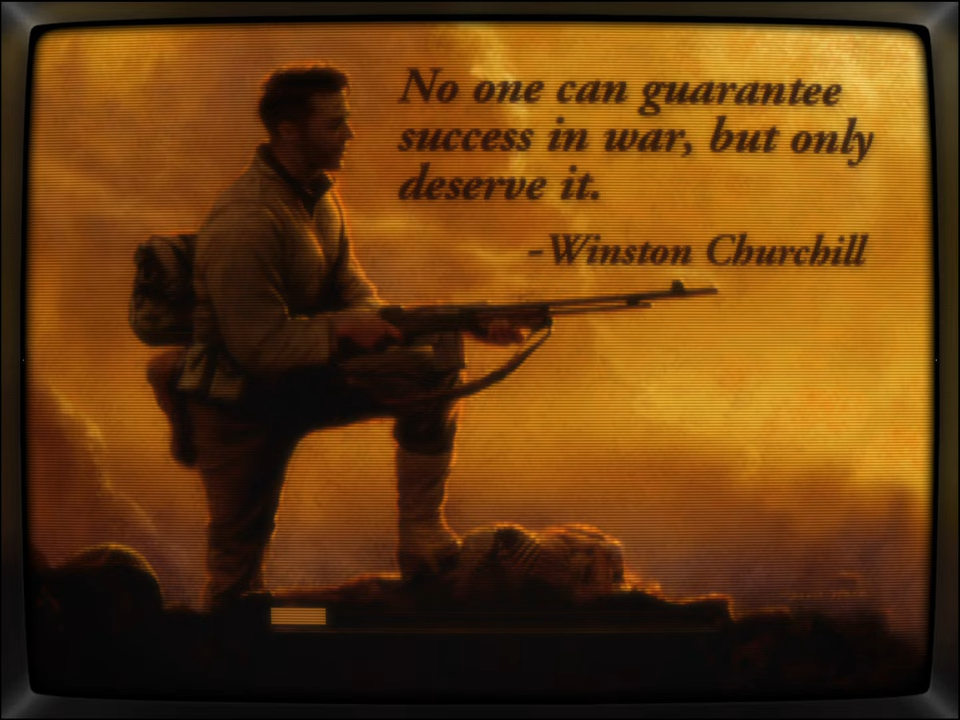 No one can guarantee
success in war, but only
deserve it.
-Winston Churchill